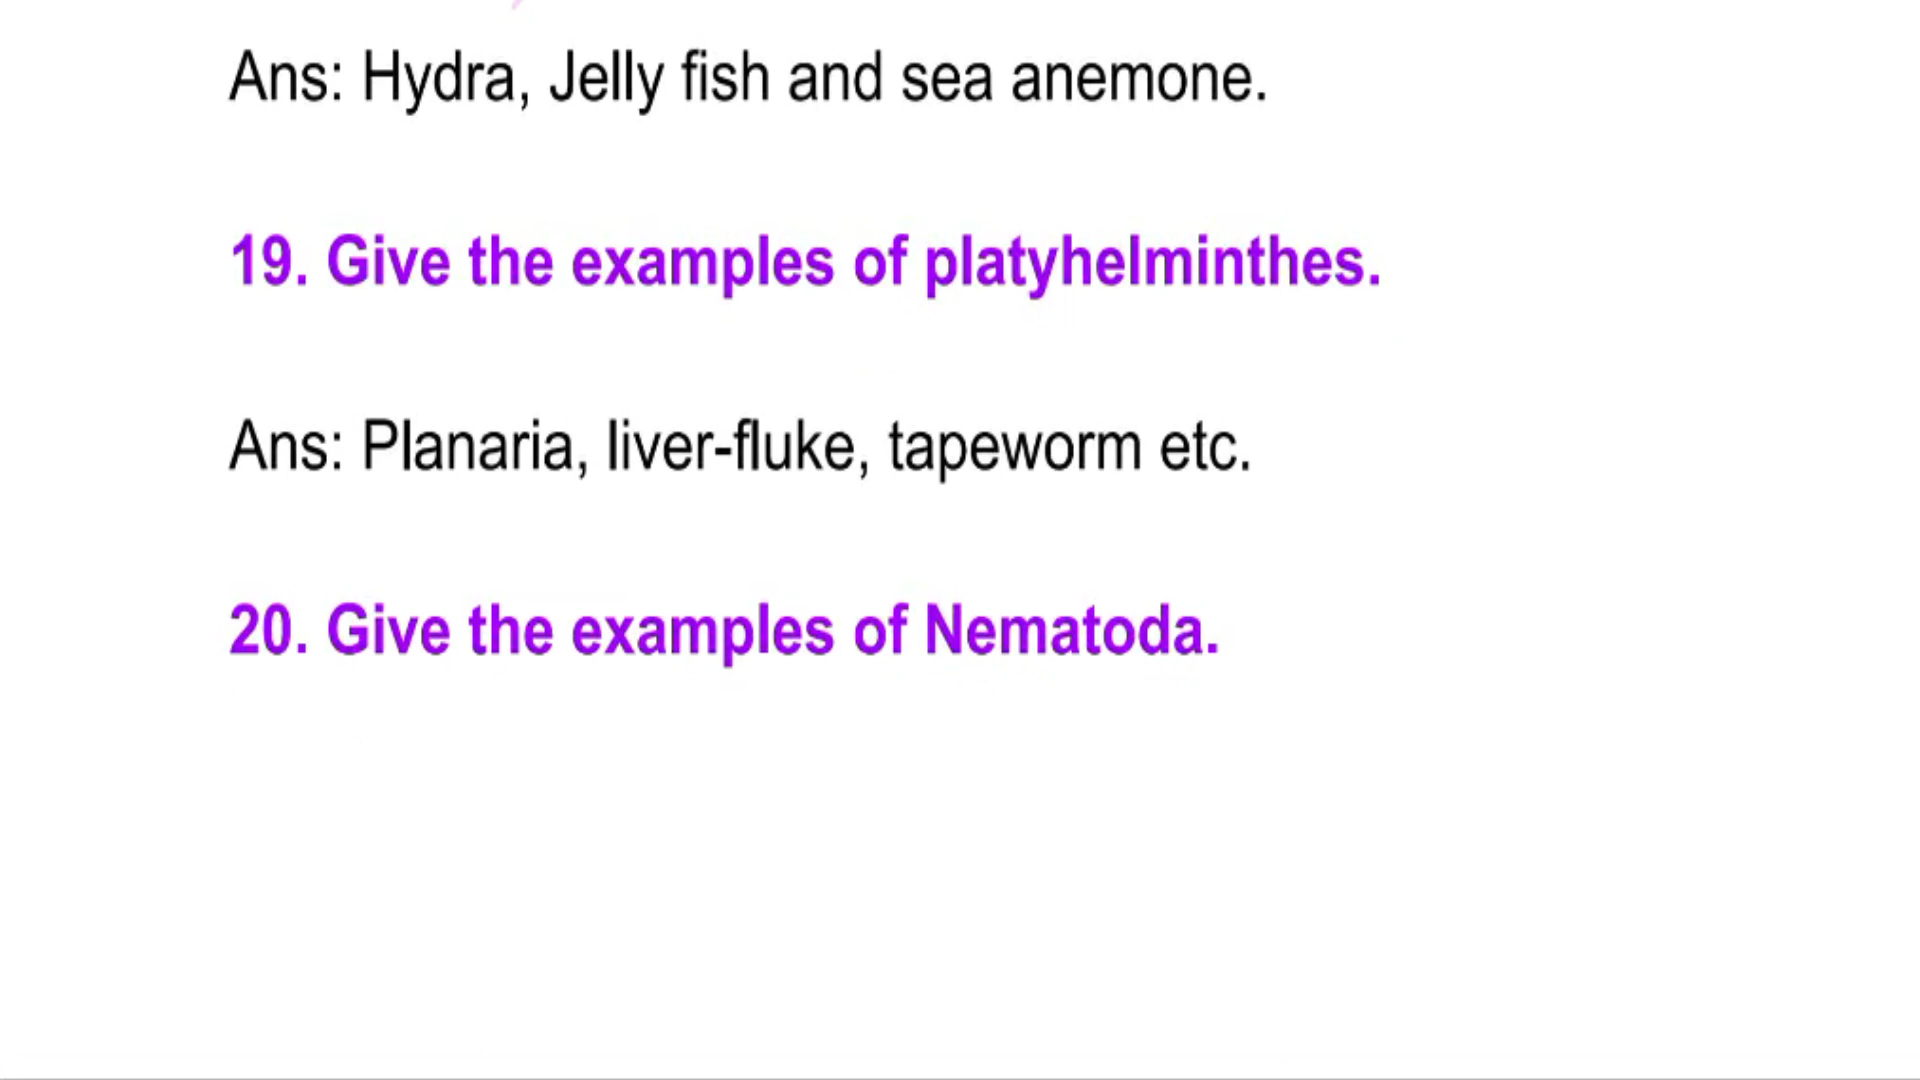 Ans: Hydra, Jelly fish and sea anemone.
19. Give the examples of platyhelminthes.
Ans: Planaria, liver-fluke, tapeworm etc.
20. Give the examples of Nematoda.